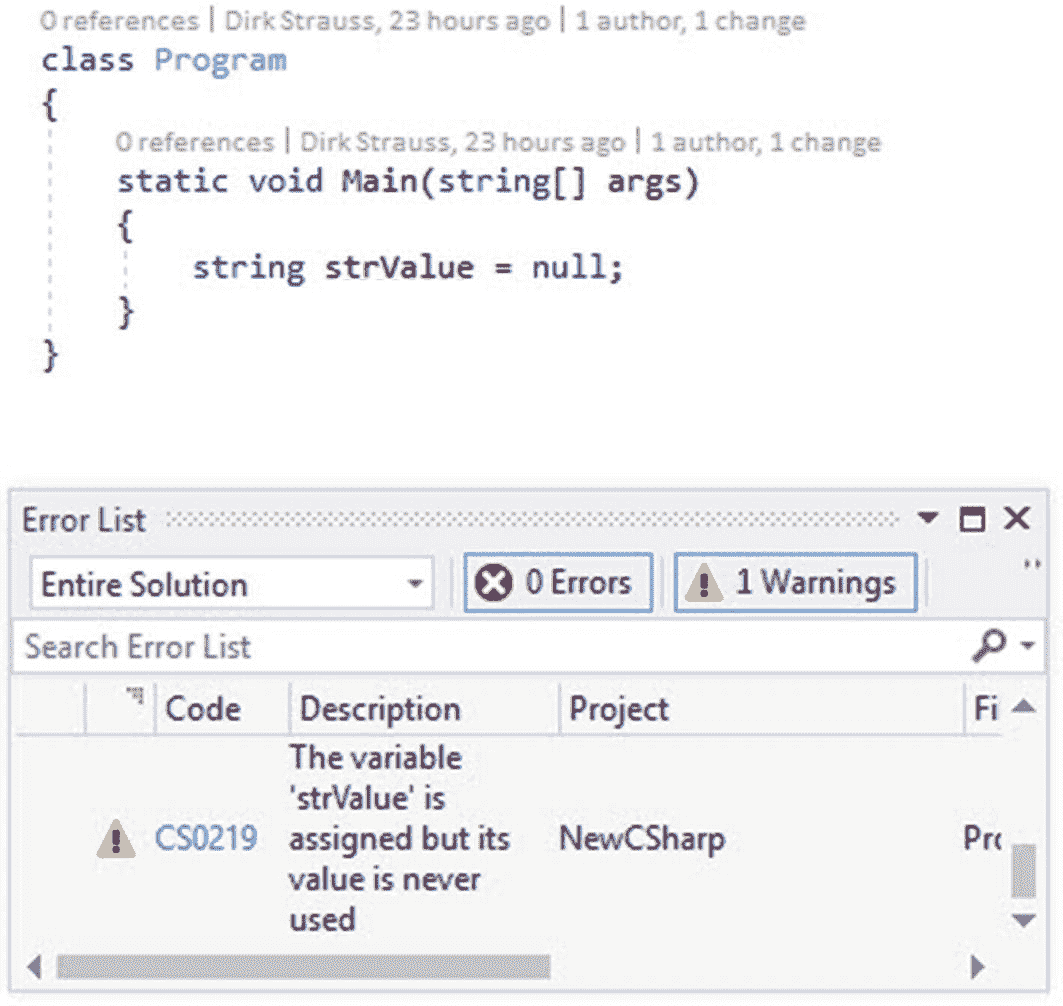 0 references | Dirk Strauss, 23 hours ago | 1 author, 1 change
class Program
{
0 references | Dirk Strauss, 23 hours ago | 1 author, 1 change
static void Main(string[] args)
{
string strValue = null;
}
}
Error List
Entire Solution 0 Errors 1 Warnings
Search Error List
Code Description Project Fi
The variable
'strValue' is
CS0219 assigned but its NewCSharp Pro
value is never
used